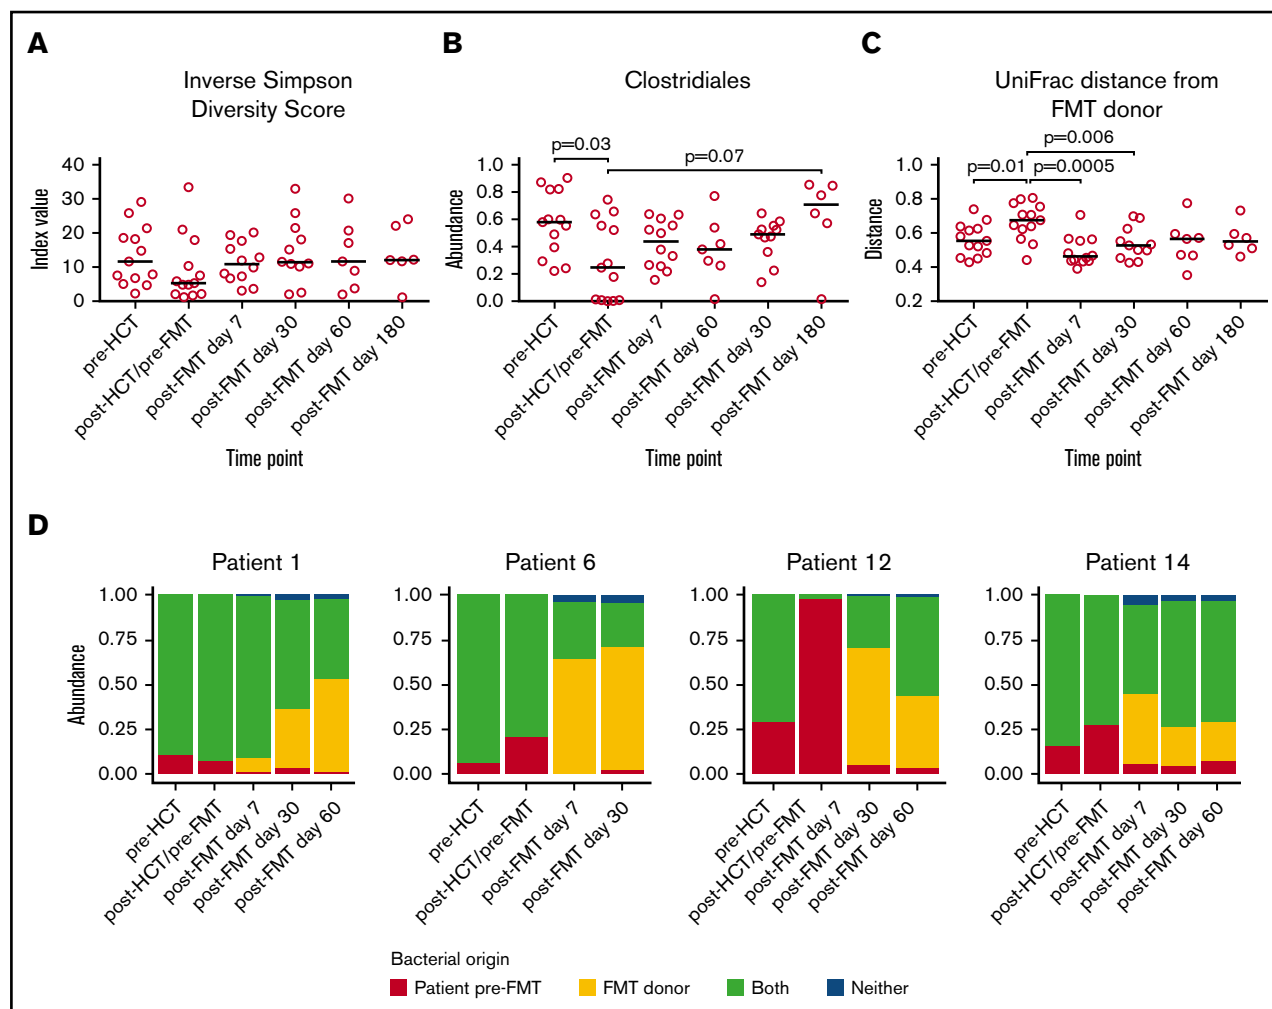 A
Inverse Simpson
Diversity Score
Index value
40
30
20
10
0
pre-HCT
post-HCT/pre-FMT
post-FMT day 7
post-FMT day 30
post-FMT day 60
post-FMT day 180
Time point
B
Clostridiales
p=0.03
p=0.07
Abundance
1.0
0.8
0.6
0.4
0.2
0.0
pre-HCT
post-HCT/pre-FMT
post-FMT day 7
post-FMT day 60
post-FMT day 30
post-FMT day 180
Time point
C
UniFrac distance from
FMT donor
p=0.006
p=0.01
p=0.0005
Distance
1.0
0.8
0.6
0.4
0.2
pre-HCT
post-HCT/pre-FMT
post-FMT day 7
post-FMT day 30
post-FMT day 60
post-FMT day 180
Time point
D
Patient 1
Abundance
1.00
0.75
0.50
0.25
0.00
pre-HCT
post-HCT/pre-FMT
post-FMT day 7
post-FMT day 30
post-FMT day 60
Patient 6
1.00
0.75
0.50
0.25
0.00
pre-HCT
post-HCT/pre-FMT
post-FMT day 7
post-FMT day 30
Patient 12
1.00
0.75
0.50
0.25
0.00
pre-HCT
post-HCT/pre-FMT
post-FMT day 7
post-FMT day 30
post-FMT day 60
Patient 14
1.00
0.75
0.50
0.25
0.00
pre-HCT
post-HCT/pre-FMT
post-FMT day 7
post-FMT day 30
post-FMT day 60
Bacterial origin
Patient pre-FMT
FMT donor
Both
Neither